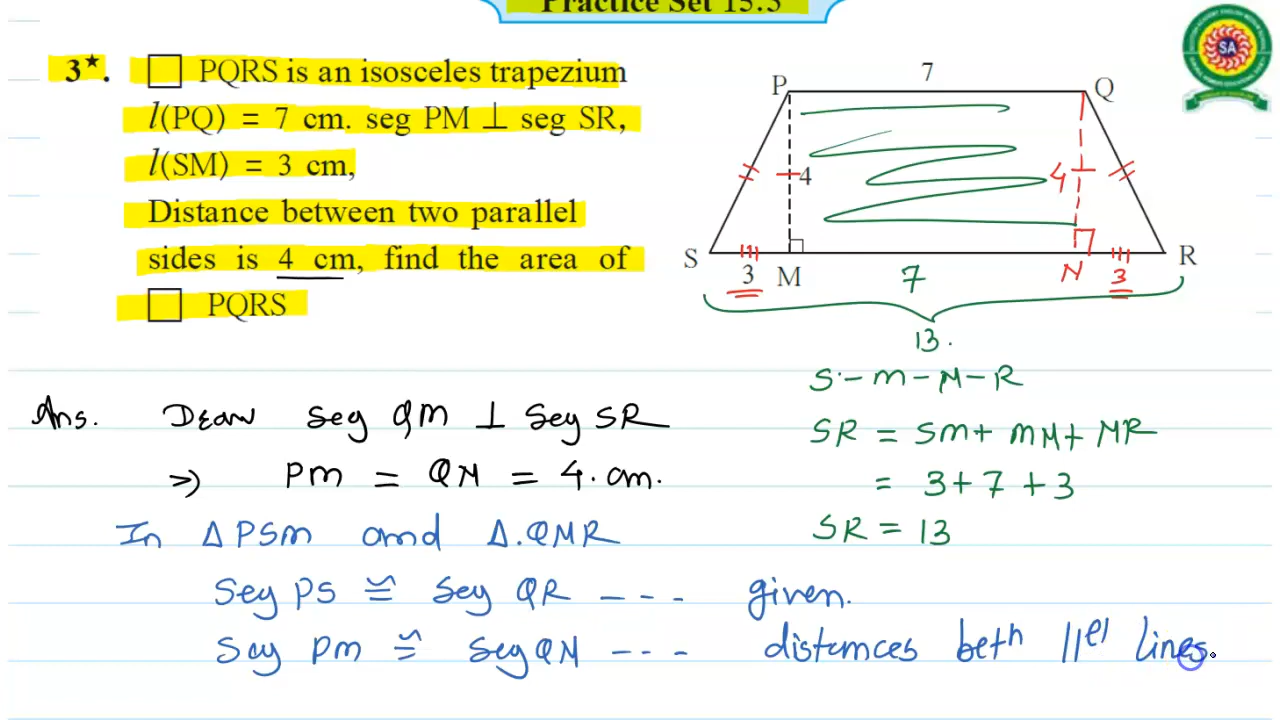 Practice Set 15.3
3★. □ PQRS is an isosceles trapezium
l(PQ) = 7 cm. seg PM ⊥ seg SR,
l(SM) = 3 cm,
Distance between two parallel
sides is 4 cm, find the area of
□ PQRS
P 7 Q
4 4
S 3 M 7 N 3 R
13.
SA
S - M - N - R
SR = SM + MN + NR
= 3 + 7 + 3
SR = 13
Ans. Draw seg QN ⊥ seg SR
⇒ PM = QN = 4.cm.
In Δ PSM and Δ.QNR
Seg PS ≅ seg QR --- given.
Seg PM ≅ seg QN --- distances betn ||el lines.